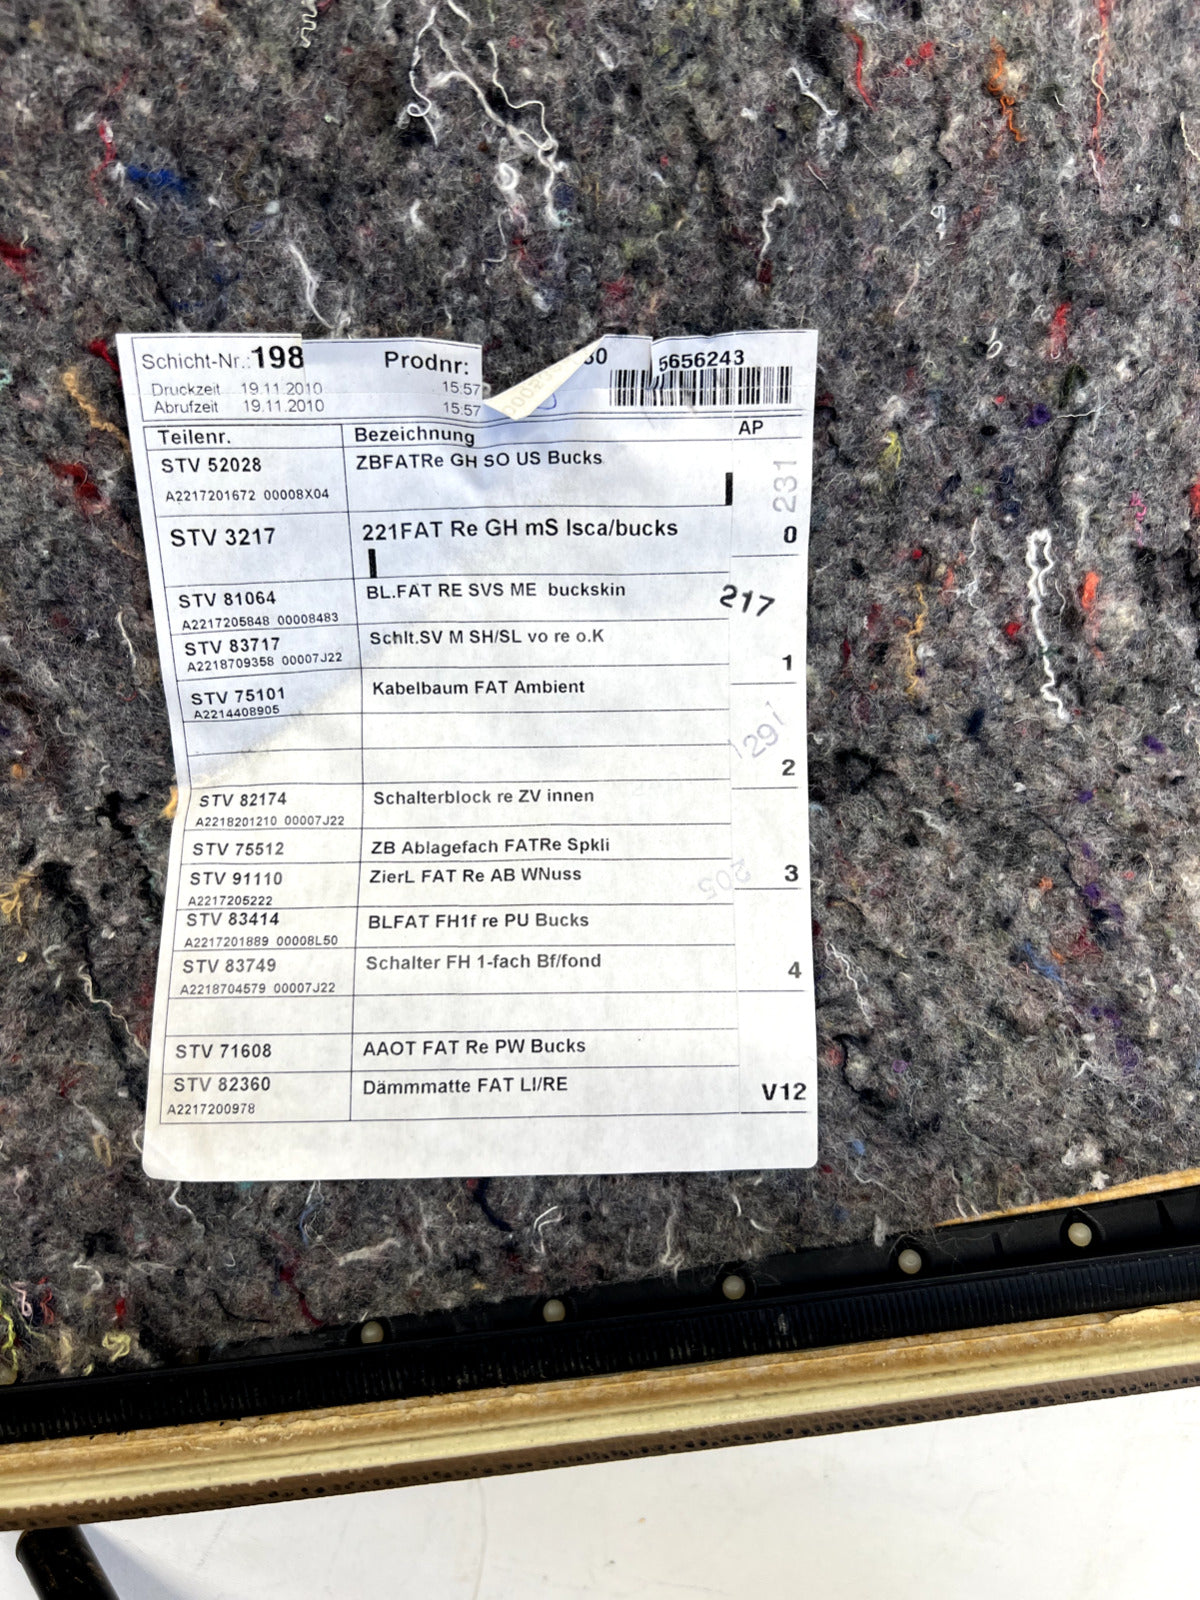 Schicht-Nr.:198 Prodnr: 5656243
Druckzeit 19.11.2010 15:57
Abrufzeit 19.11.2010 15:57
Teilenr. Bezeichnung AP
STV 52028 ZBFATRe GH SO US Bucks
A2217201672 00008X04
231
STV 3217 221FAT Re GH mS Isca/bucks
0
STV 81064 BL.FAT RE SVS ME buckskin
A2217205848 00008483
217
STV 83717 Schlt.SV M SH/SL vo re o.K
A2218709358 00007J22
1
STV 75101 Kabelbaum FAT Ambient
A2214408905
291
2
STV 82174 Schalterblock re ZV innen
A2218201210 00007J22
STV 75512 ZB Ablagefach FATRe Spkli
STV 91110 ZierL FAT Re AB WNuss
A2217205222
205
3
STV 83414 BLFAT FH1f re PU Bucks
A2217201889 00008L50
STV 83749 Schalter FH 1-fach Bf/fond
A2218704579 00007J22
4
STV 71608 AAOT FAT Re PW Bucks
STV 82360 Dämmmatte FAT LI/RE
A2217200978
V12